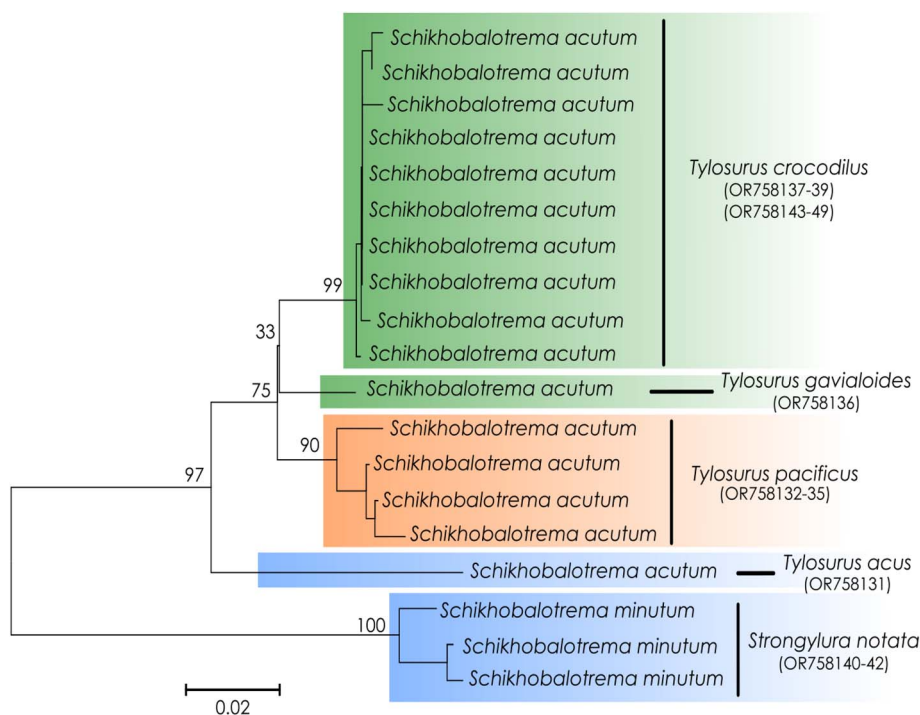 Schikhobalotrema acutum
Schikhobalotrema acutum
Schikhobalotrema acutum
Schikhobalotrema acutum
Schikhobalotrema acutum
Schikhobalotrema acutum
Schikhobalotrema acutum
Schikhobalotrema acutum
Schikhobalotrema acutum
Schikhobalotrema acutum
Tylosurus crocodilus
(OR758137-39)
(OR758143-49)
99
33
Schikhobalotrema acutum
Tylosurus gavialoides
(OR758136)
75
Schikhobalotrema acutum
Schikhobalotrema acutum
Schikhobalotrema acutum
Schikhobalotrema acutum
90
Tylosurus pacificus
(OR758132-35)
97
Schikhobalotrema acutum
Tylosurus acus
(OR758131)
Schikhobalotrema minutum
Schikhobalotrema minutum
Schikhobalotrema minutum
100
Strongylura notata
(OR758140-42)
0.02